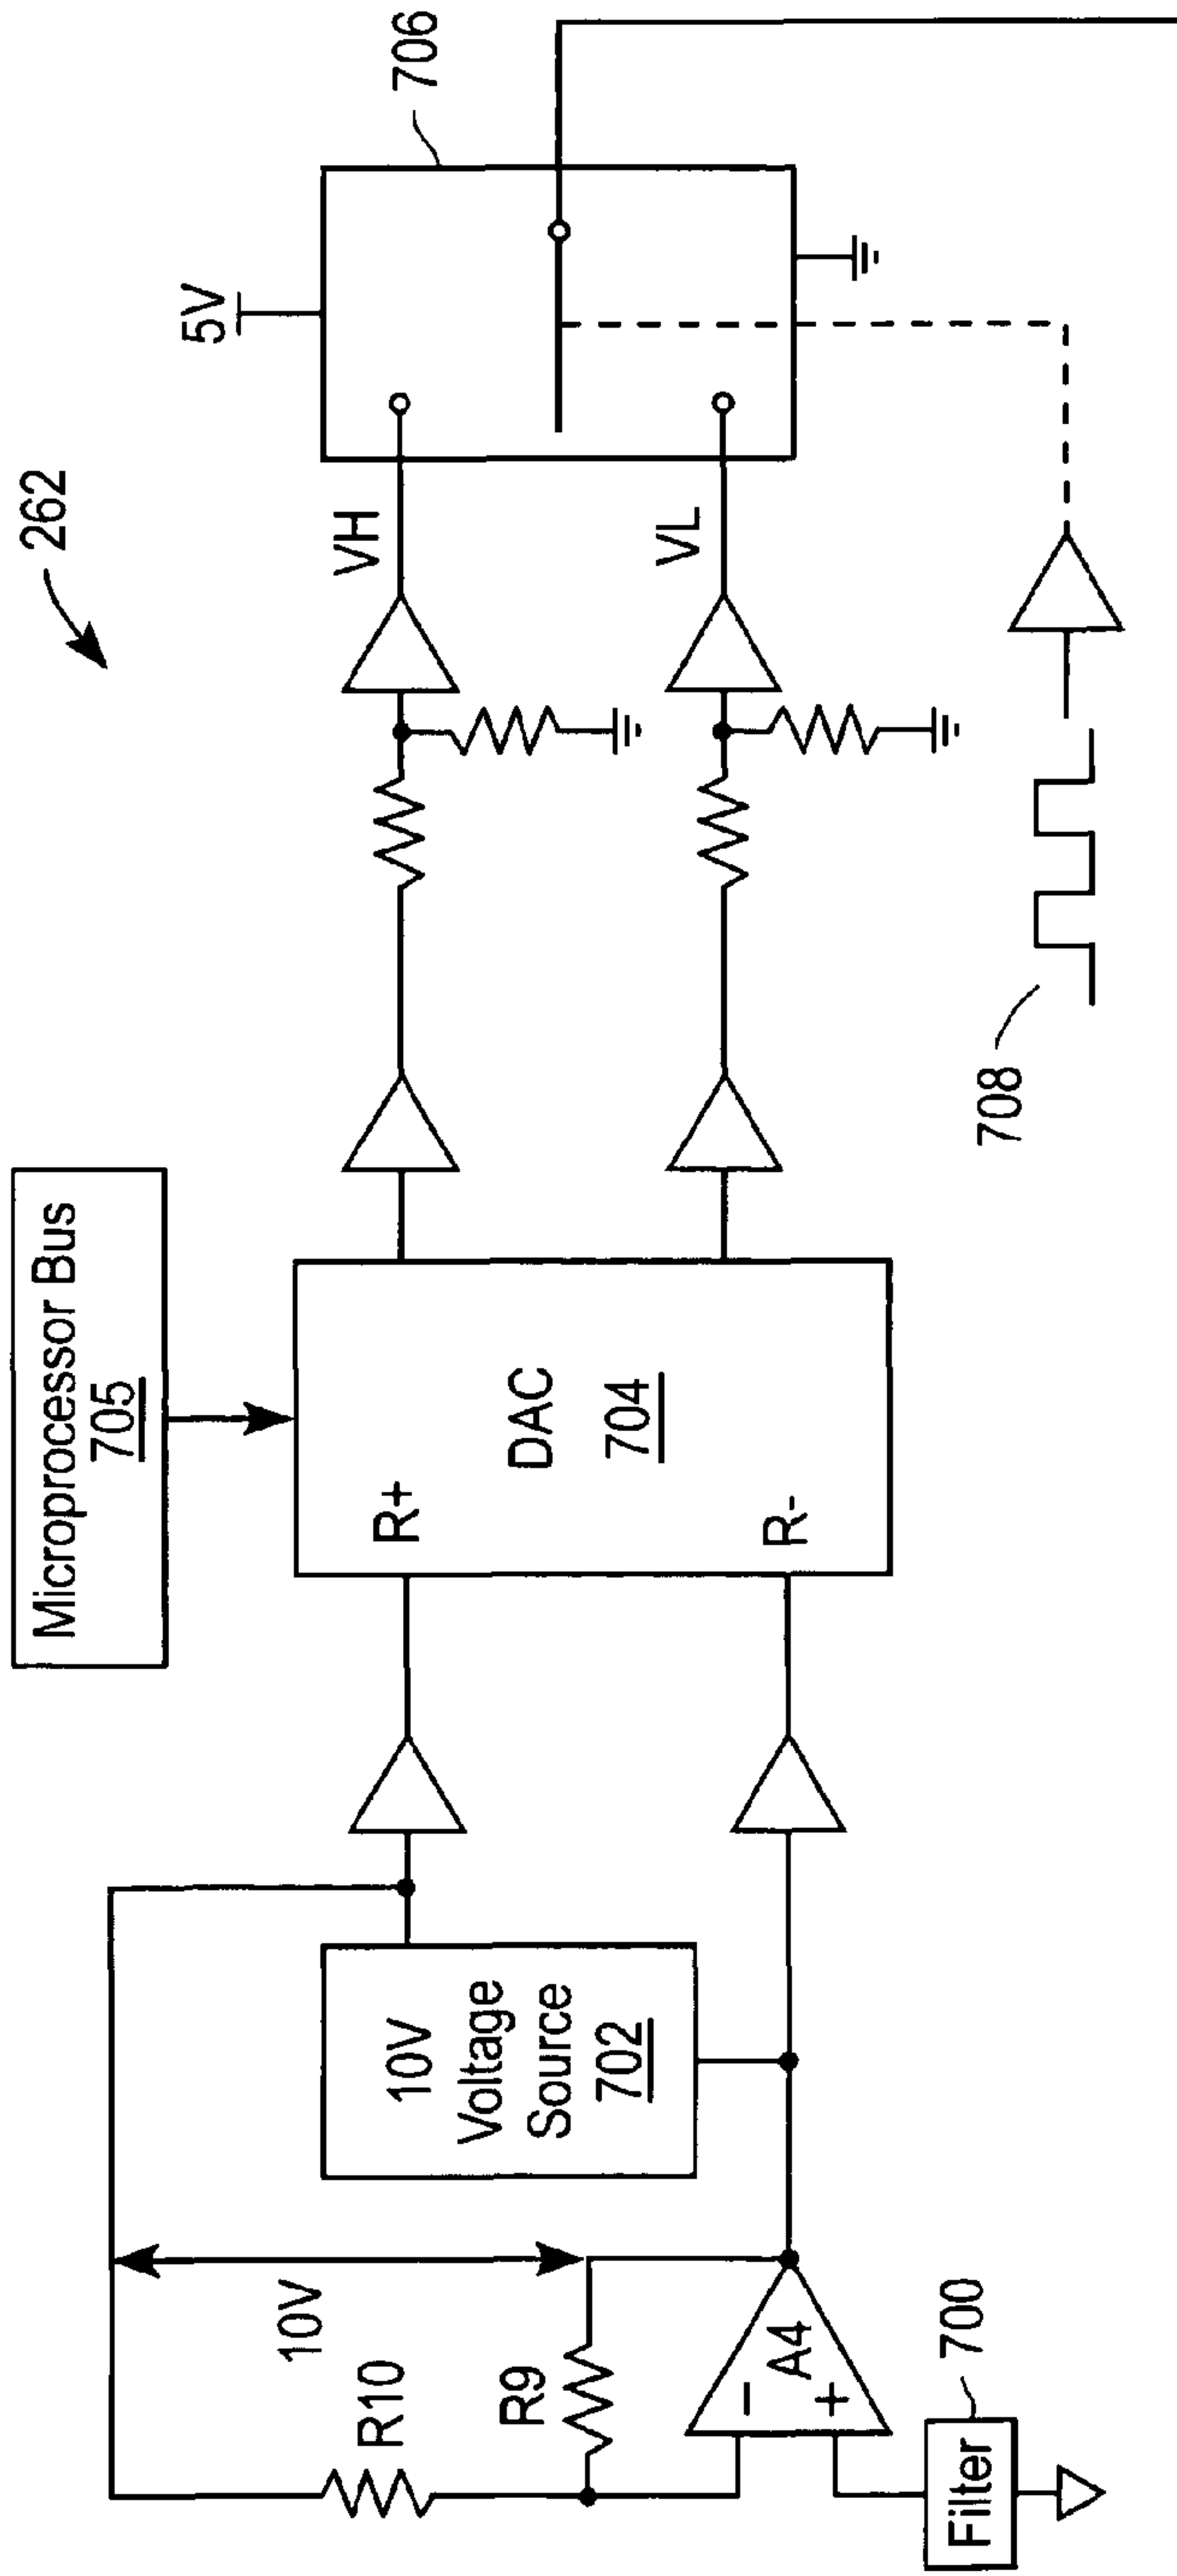 262
Microprocessor Bus
705
10V
R10
R9
A4
−
+
Filter
700
10V
Voltage
Source
702
R+
R-
DAC
704
VH
VL
5V
706
708